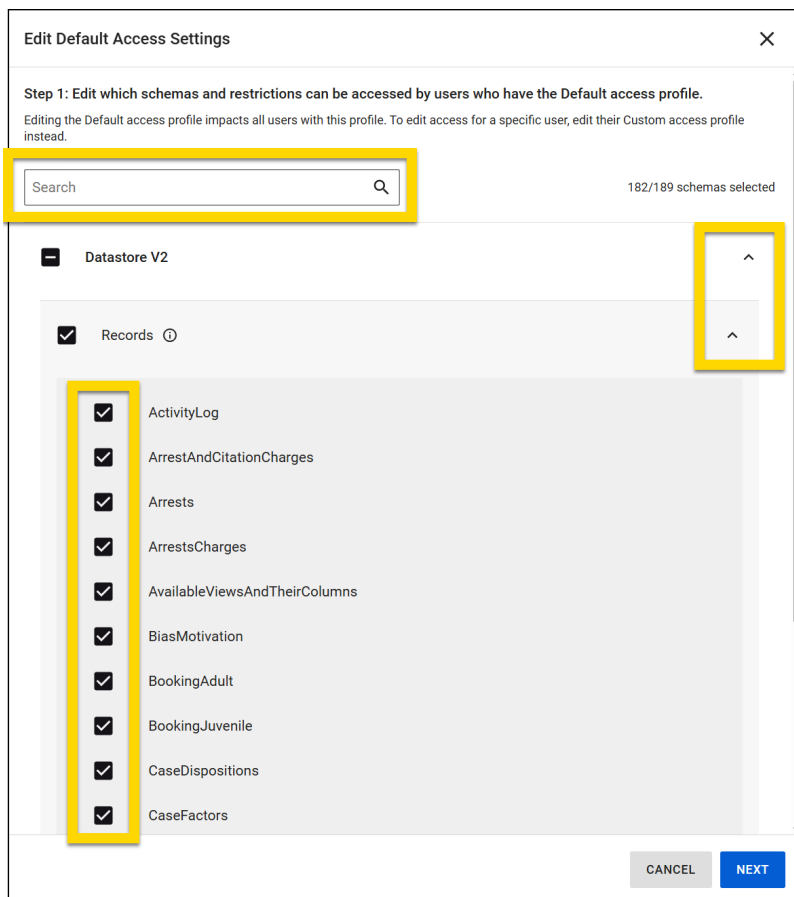 Edit Default Access Settings
Step 1: Edit which schemas and restrictions can be accessed by users who have the Default access profile.
Editing the Default access profile impacts all users with this profile. To edit access for a specific user, edit their Custom access profile
instead.
Search
182/189 schemas selected
Datastore V2
Records
ActivityLog
ArrestAndCitationCharges
Arrests
ArrestsCharges
AvailableViewsAndTheirColumns
BiasMotivation
BookingAdult
BookingJuvenile
CaseDispositions
CaseFactors
CANCEL
NEXT